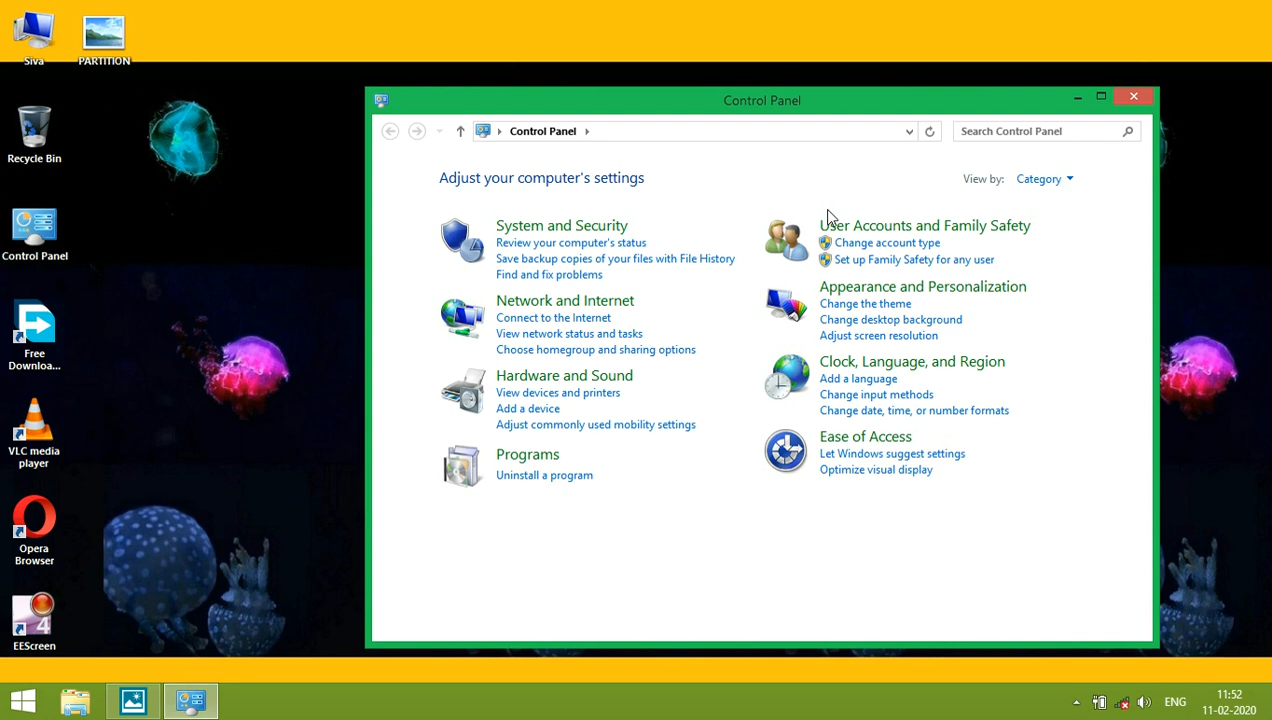 Siva
PARTITION
Recycle Bin
Control Panel
Free
Downloa...
VLC media
player
Opera
Browser
4
EEScreen
Control Panel
Control Panel
Search Control Panel
Adjust your computer's settings
View by: Category
System and Security
Review your computer's status
Save backup copies of your files with File History
Find and fix problems
Network and Internet
Connect to the Internet
View network status and tasks
Choose homegroup and sharing options
Hardware and Sound
View devices and printers
Add a device
Adjust commonly used mobility settings
Programs
Uninstall a program
User Accounts and Family Safety
Change account type
Set up Family Safety for any user
Appearance and Personalization
Change the theme
Change desktop background
Adjust screen resolution
Clock, Language, and Region
Add a language
Change input methods
Change date, time, or number formats
Ease of Access
Let Windows suggest settings
Optimize visual display
ENG
11:52
11-02-2020